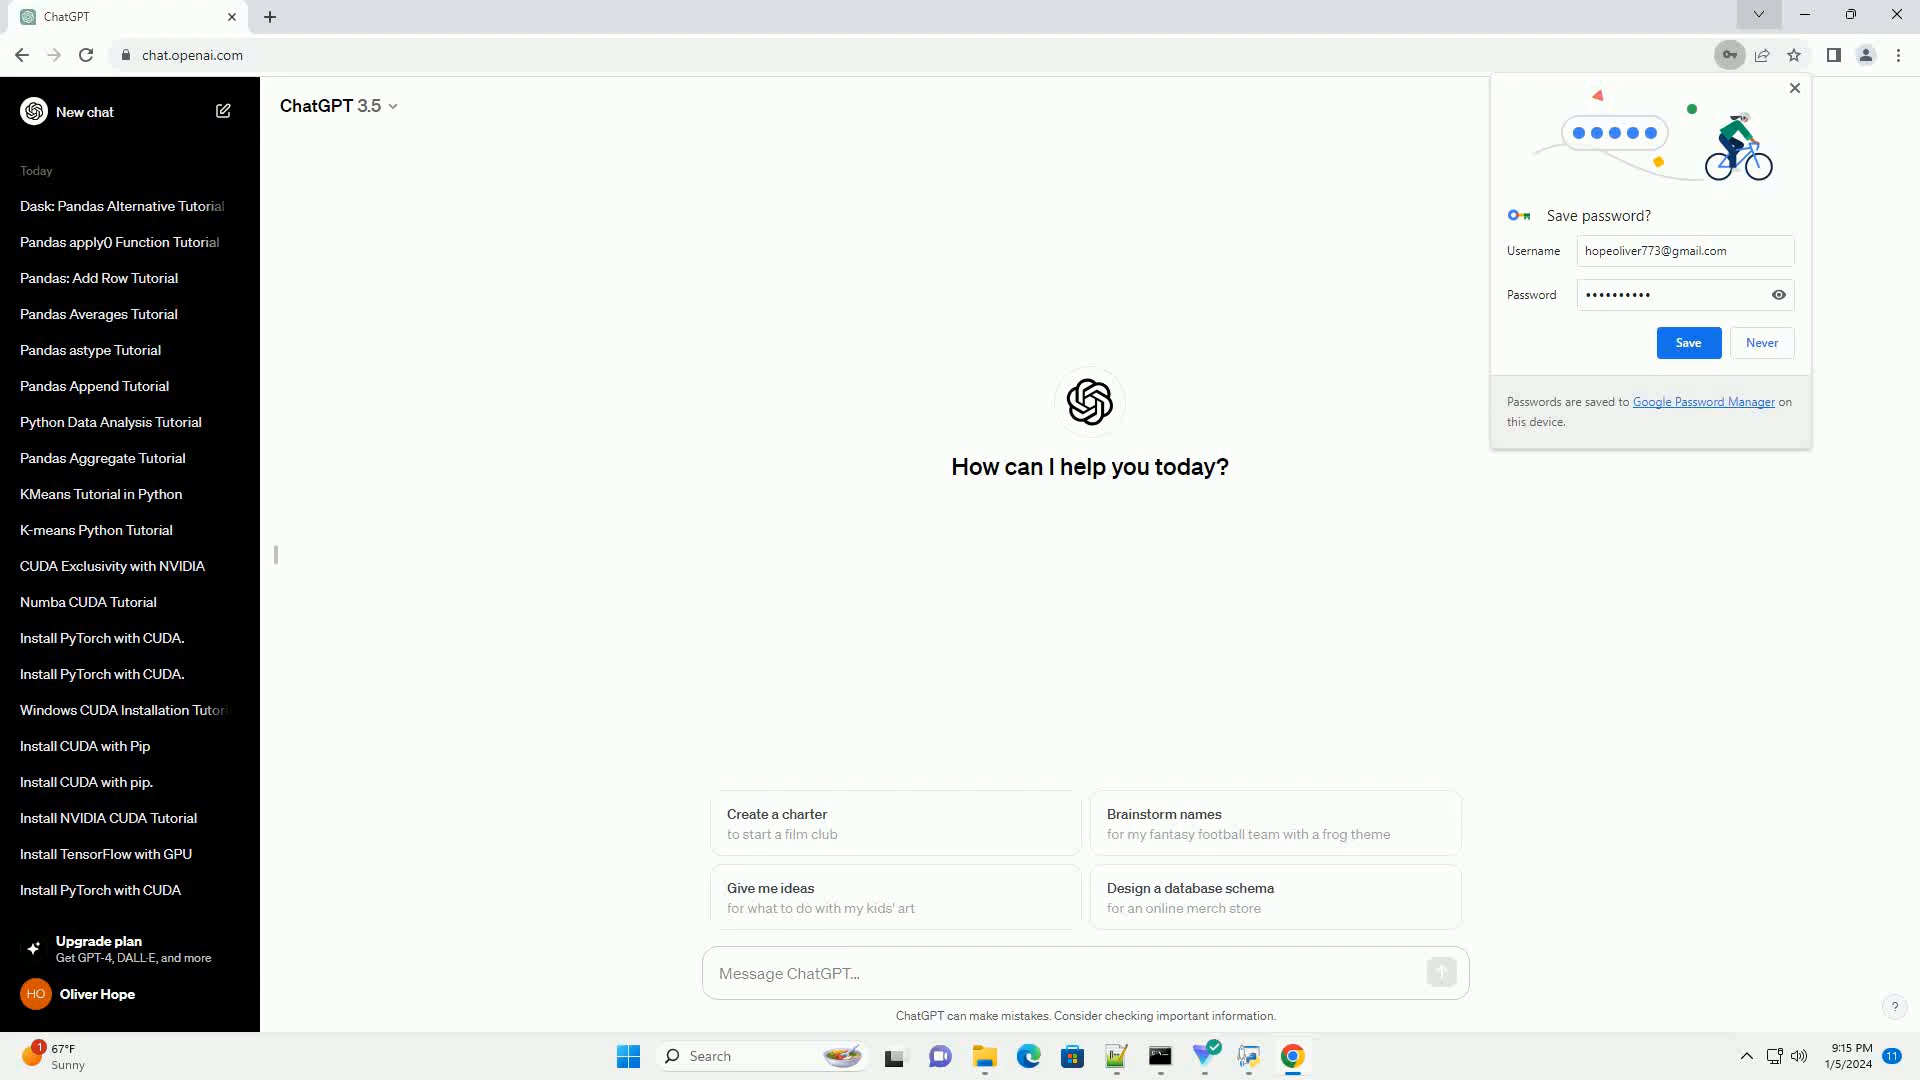 ChatGPT
chat.openai.com
New chat
Today
Dask: Pandas Alternative Tutorial
Pandas apply() Function Tutorial
Pandas: Add Row Tutorial
Pandas Averages Tutorial
Pandas astype Tutorial
Pandas Append Tutorial
Python Data Analysis Tutorial
Pandas Aggregate Tutorial
KMeans Tutorial in Python
K-means Python Tutorial
CUDA Exclusivity with NVIDIA
Numba CUDA Tutorial
Install PyTorch with CUDA.
Install PyTorch with CUDA.
Windows CUDA Installation Tutori
Install CUDA with Pip
Install CUDA with pip.
Install NVIDIA CUDA Tutorial
Install TensorFlow with GPU
Install PyTorch with CUDA
Upgrade plan
Get GPT-4, DALL·E, and more
HO
Oliver Hope
ChatGPT 3.5
Save password?
Username hopeoliver773@gmail.com
Password ••••••••••
Save Never
Passwords are saved to Google Password Manager on
this device.
How can I help you today?
Create a charter
to start a film club
Brainstorm names
for my fantasy football team with a frog theme
Give me ideas
for what to do with my kids' art
Design a database schema
for an online merch store
Message ChatGPT...
ChatGPT can make mistakes. Consider checking important information.
?
1
67°F
Sunny
Search
9:15 PM
1/5/2024
11